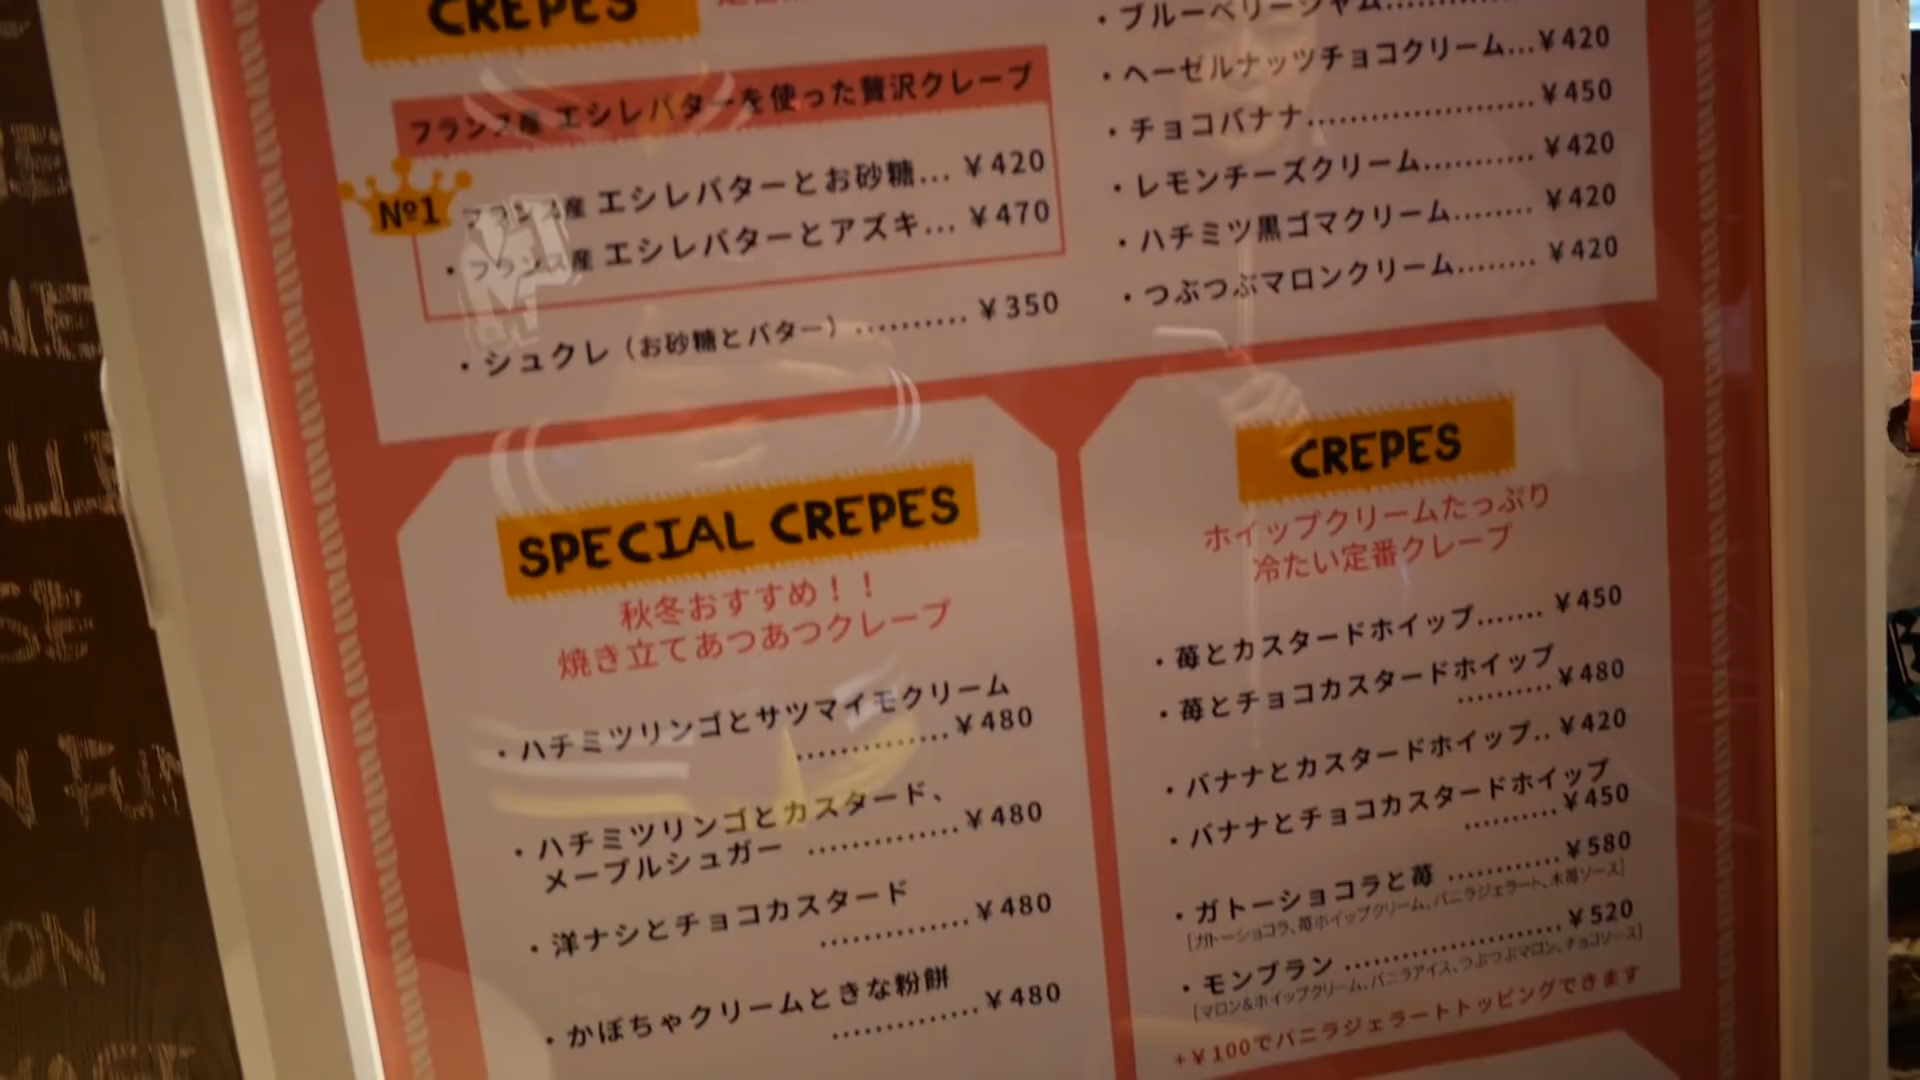 CREPES
フランス産 エシレバターを使った贅沢クレープ
Nº1
フランス産 エシレバターとお砂糖... ¥420
・フランス産 エシレバターとアズキ... ¥470
・シュクレ（お砂糖とバター）.......... ¥350
・ブルーベリージャム
・ヘーゼルナッツチョコクリーム...¥420
・チョコバナナ......................¥450
・レモンチーズクリーム...........¥420
・ハチミツ黒ゴマクリーム........¥420
・つぶつぶマロンクリーム........¥420
SPECIAL CREPES
秋冬おすすめ！！
焼き立てあつあつクレープ
・ハチミツリンゴとサツマイモクリーム
..............¥480
・ハチミツリンゴとカスタード、
メープルシュガー ..............¥480
・洋ナシとチョコカスタード
..............¥480
・かぼちゃクリームときな粉餅
..............¥480
CREPES
ホイップクリームたっぷり
冷たい定番クレープ
・苺とカスタードホイップ....... ¥450
・苺とチョコカスタードホイップ
..........¥480
・バナナとカスタードホイップ..¥420
・バナナとチョコカスタードホイップ
..........¥450
・ガトーショコラと苺 ............¥580
［ガトーショコラ、苺ホイップクリーム、バニラジェラート、木苺ソース］
・モンブラン .......................¥520
［マロン&ホイップクリーム、バニラアイス、つぶつぶマロン、チョコソース］
+¥100でバニラジェラートトッピングできます
SE
N FUN
ON